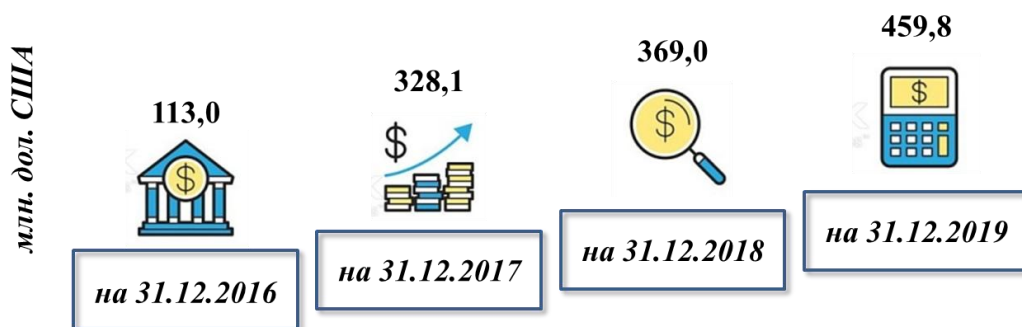 млн. дол. США
113,0
328,1
369,0
459,8
$
$
$
$
на 31.12.2016
на 31.12.2017
на 31.12.2018
на 31.12.2019